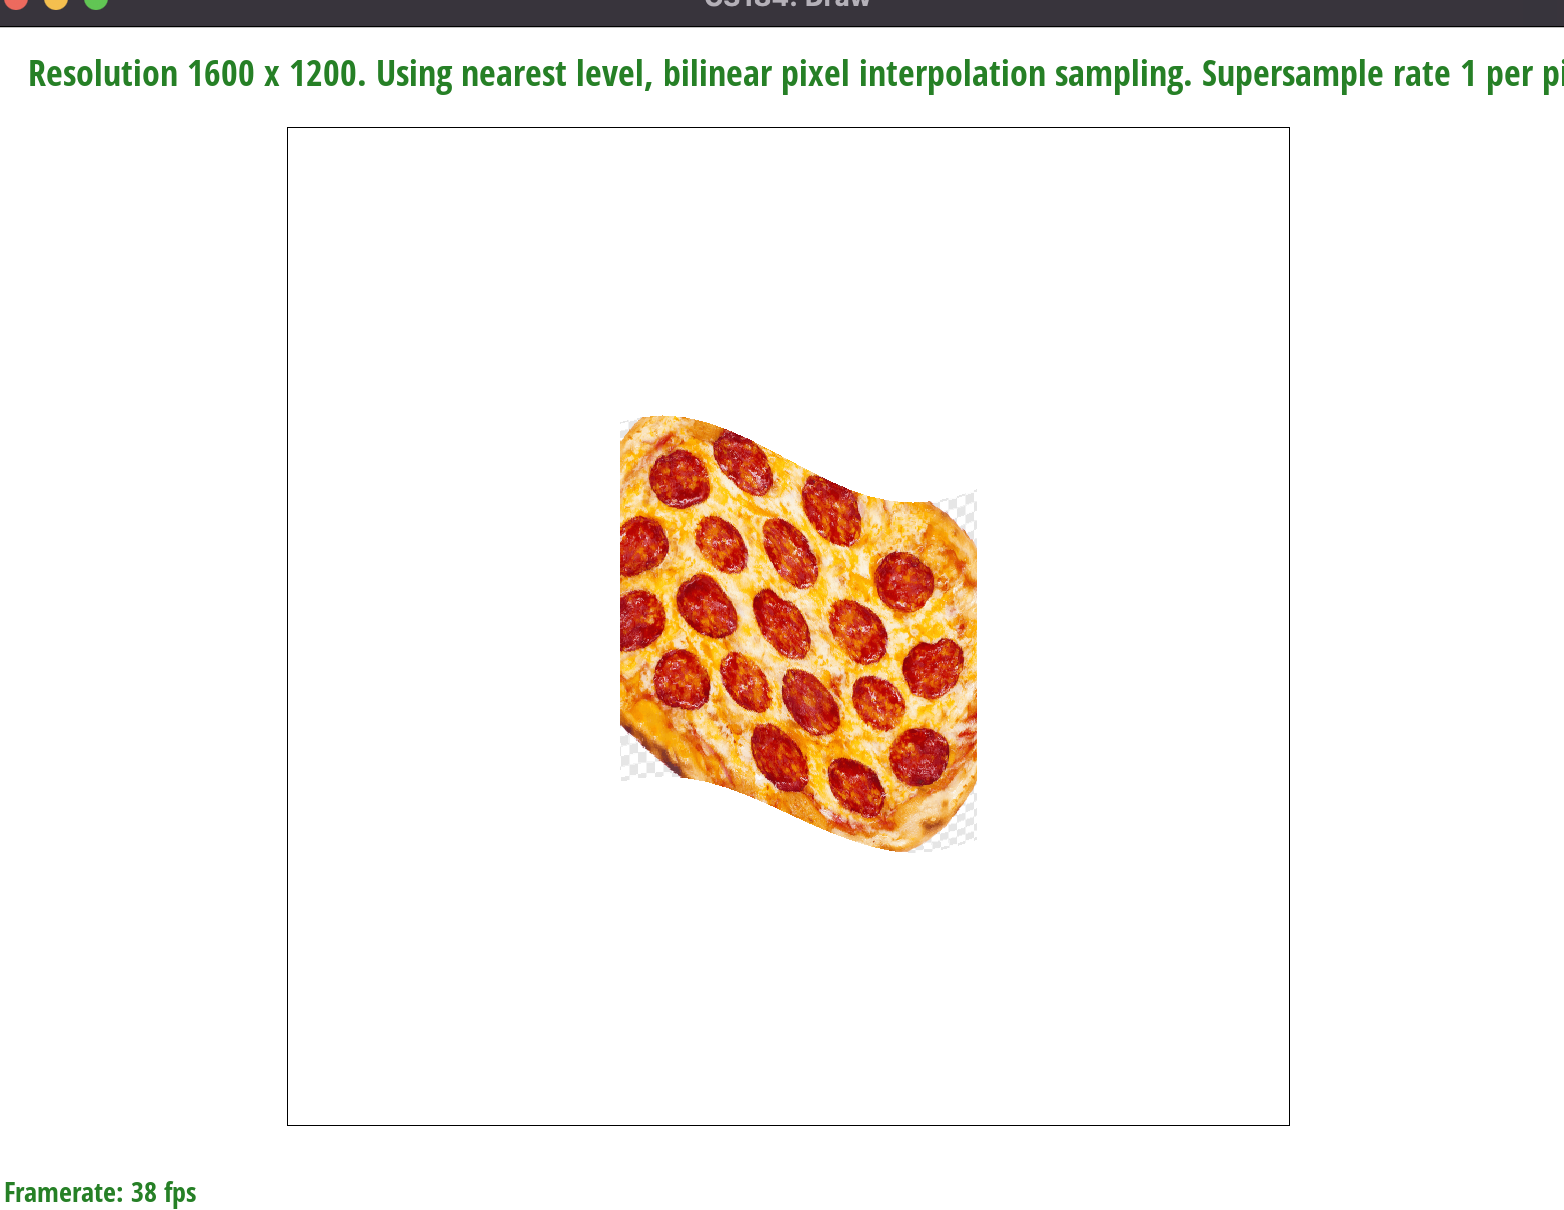 CS184: Draw
Resolution 1600 x 1200. Using nearest level, bilinear pixel interpolation sampling. Supersample rate 1 per pi
Framerate: 38 fps